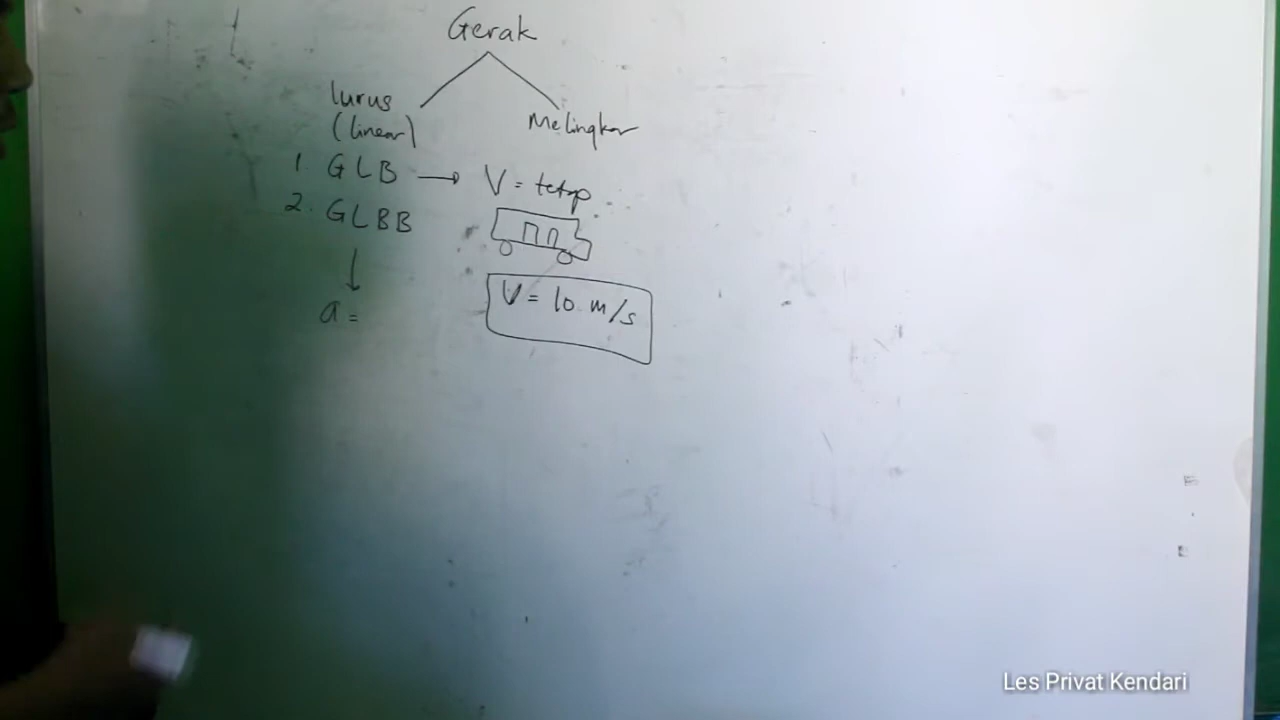 Gerak
lurus
(linear)
Melingkar
1. GLB → V = tetap
2. GLBB
V = 10 m/s
a =
Les Privat Kendari